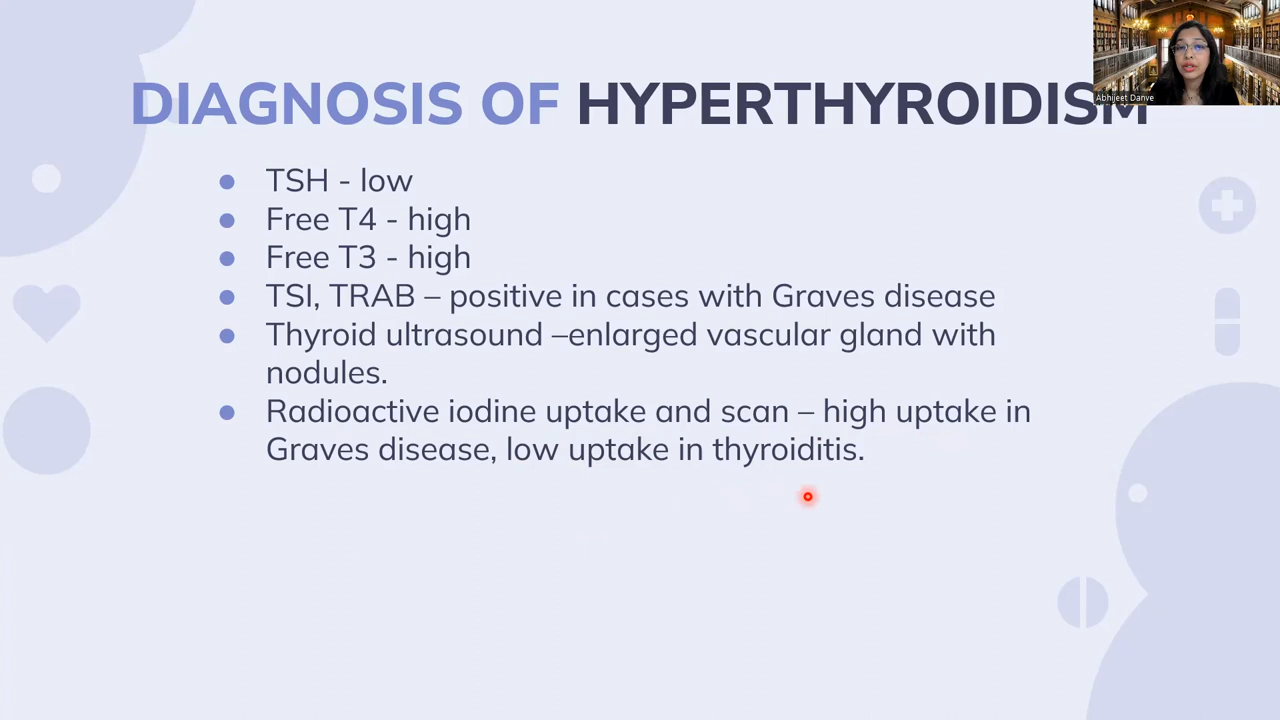 DIAGNOSIS OF HYPERTHYROIDISM
Abhijeet Danve
● TSH - low
● Free T4 - high
● Free T3 - high
● TSI, TRAB – positive in cases with Graves disease
● Thyroid ultrasound –enlarged vascular gland with
nodules.
● Radioactive iodine uptake and scan – high uptake in
Graves disease, low uptake in thyroiditis.